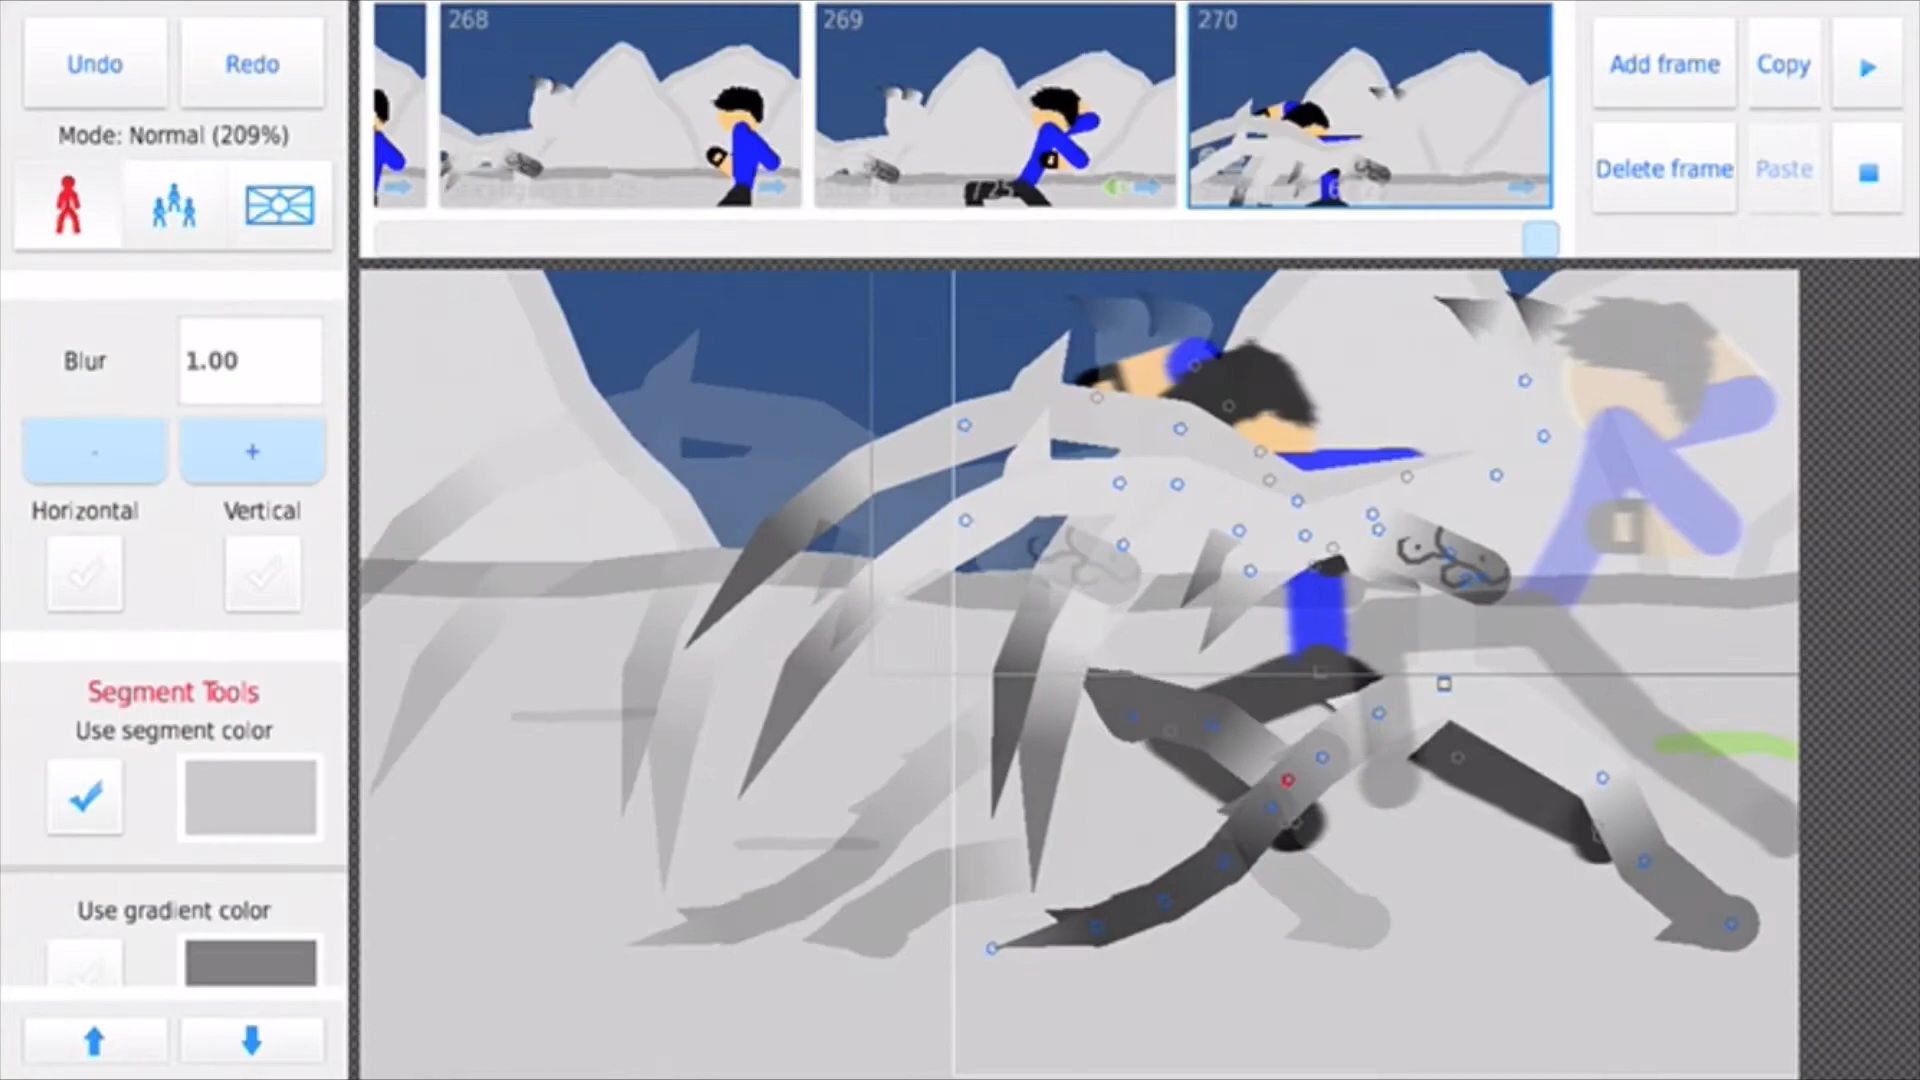 Undo
Redo
Mode: Normal (209%)
268
269
270
Add frame
Copy
Delete frame
Paste
Blur
1.00
-
+
Horizontal
Vertical
Segment Tools
Use segment color
Use gradient color